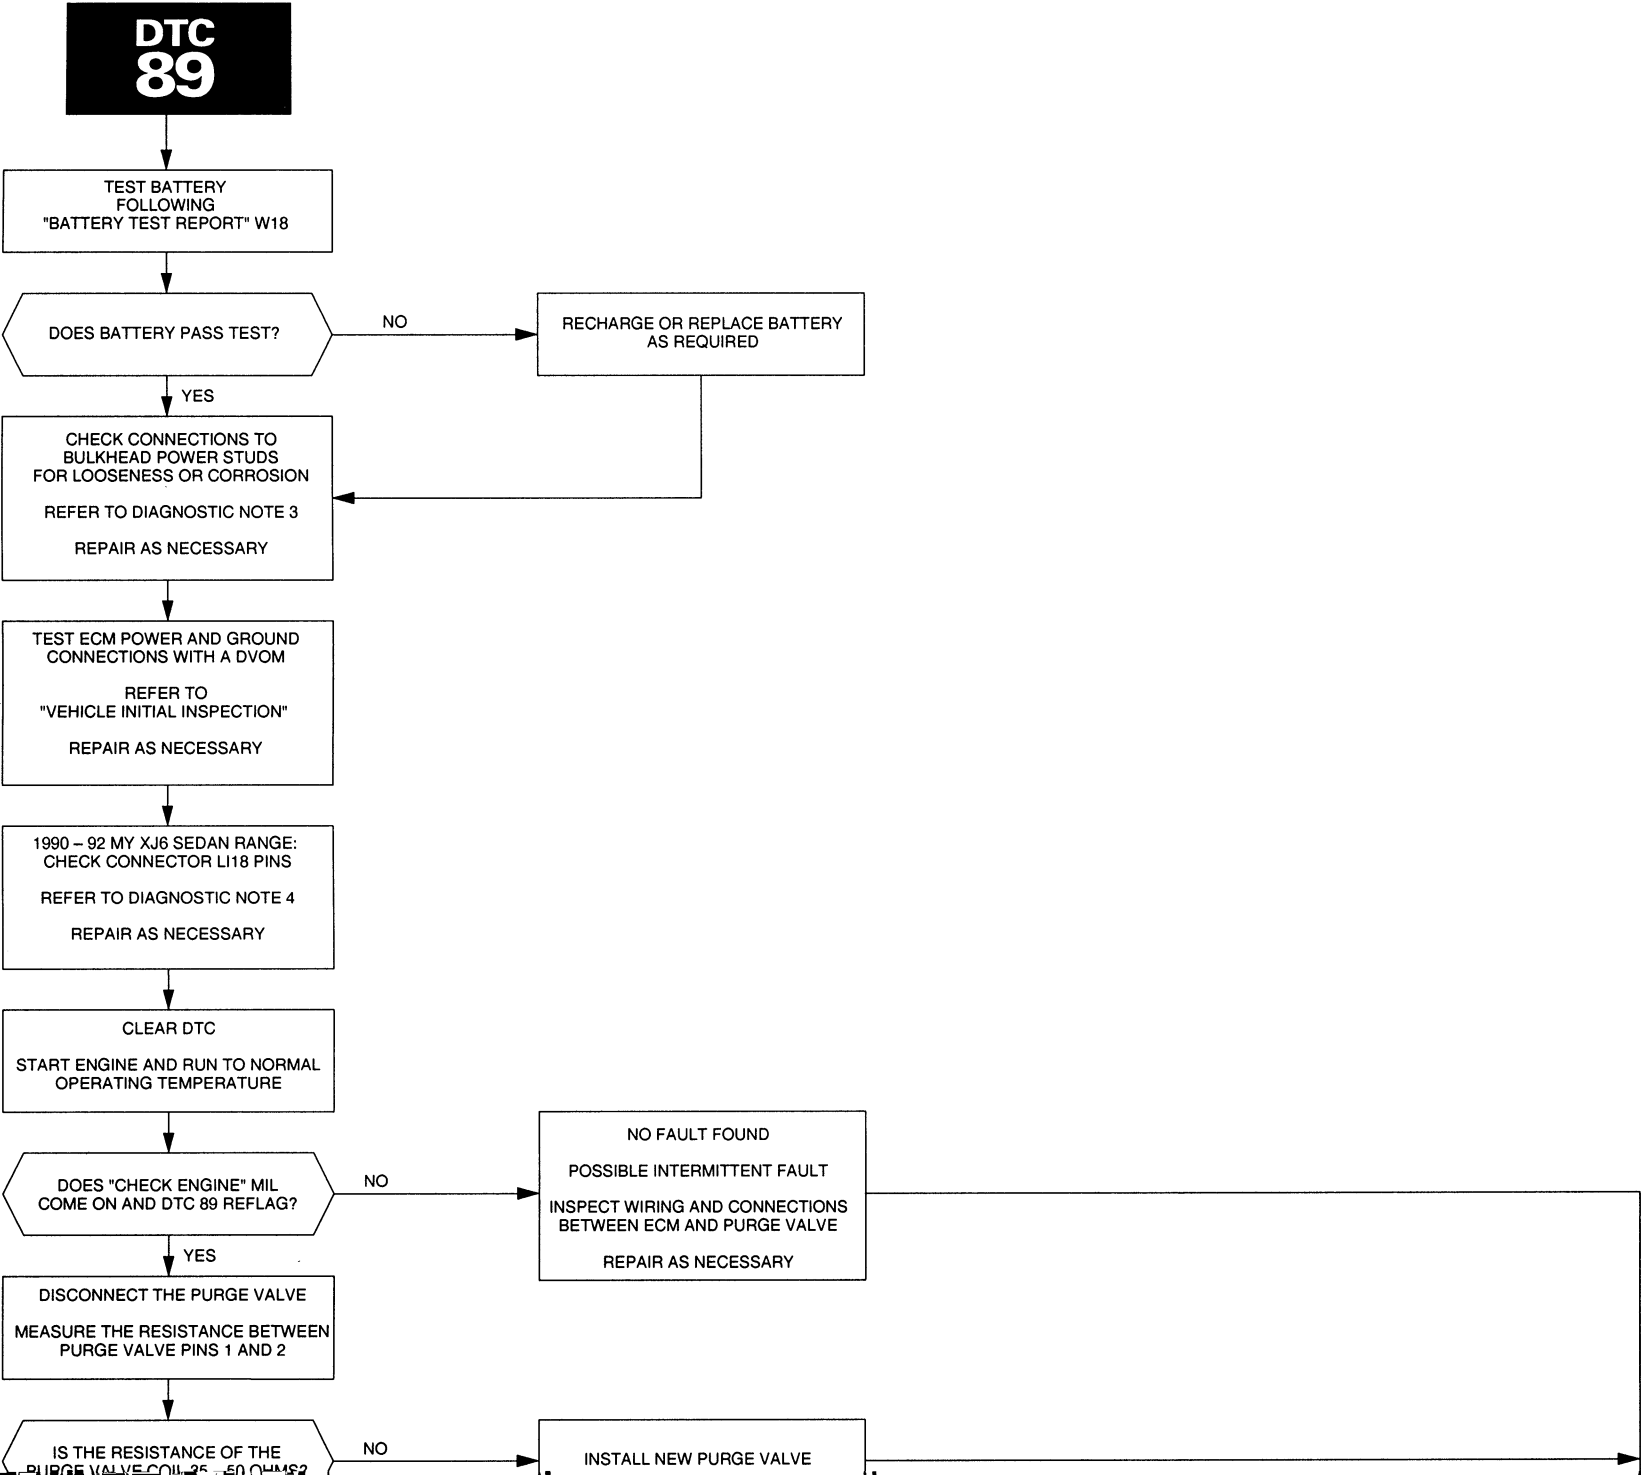 DTC
89
TEST BATTERY
FOLLOWING
"BATTERY TEST REPORT" W18
DOES BATTERY PASS TEST?
NO
RECHARGE OR REPLACE BATTERY
AS REQUIRED
YES
CHECK CONNECTIONS TO
BULKHEAD POWER STUDS
FOR LOOSENESS OR CORROSION
REFER TO DIAGNOSTIC NOTE 3
REPAIR AS NECESSARY
TEST ECM POWER AND GROUND
CONNECTIONS WITH A DVOM
REFER TO
"VEHICLE INITIAL INSPECTION"
REPAIR AS NECESSARY
1990 – 92 MY XJ6 SEDAN RANGE:
CHECK CONNECTOR LI18 PINS
REFER TO DIAGNOSTIC NOTE 4
REPAIR AS NECESSARY
CLEAR DTC
START ENGINE AND RUN TO NORMAL
OPERATING TEMPERATURE
DOES "CHECK ENGINE" MIL
COME ON AND DTC 89 REFLAG?
NO
NO FAULT FOUND
POSSIBLE INTERMITTENT FAULT
INSPECT WIRING AND CONNECTIONS
BETWEEN ECM AND PURGE VALVE
REPAIR AS NECESSARY
YES
DISCONNECT THE PURGE VALVE
MEASURE THE RESISTANCE BETWEEN
PURGE VALVE PINS 1 AND 2
IS THE RESISTANCE OF THE
PURGE VALVE COIL 35 – 50 OHMS?
NO
INSTALL NEW PURGE VALVE